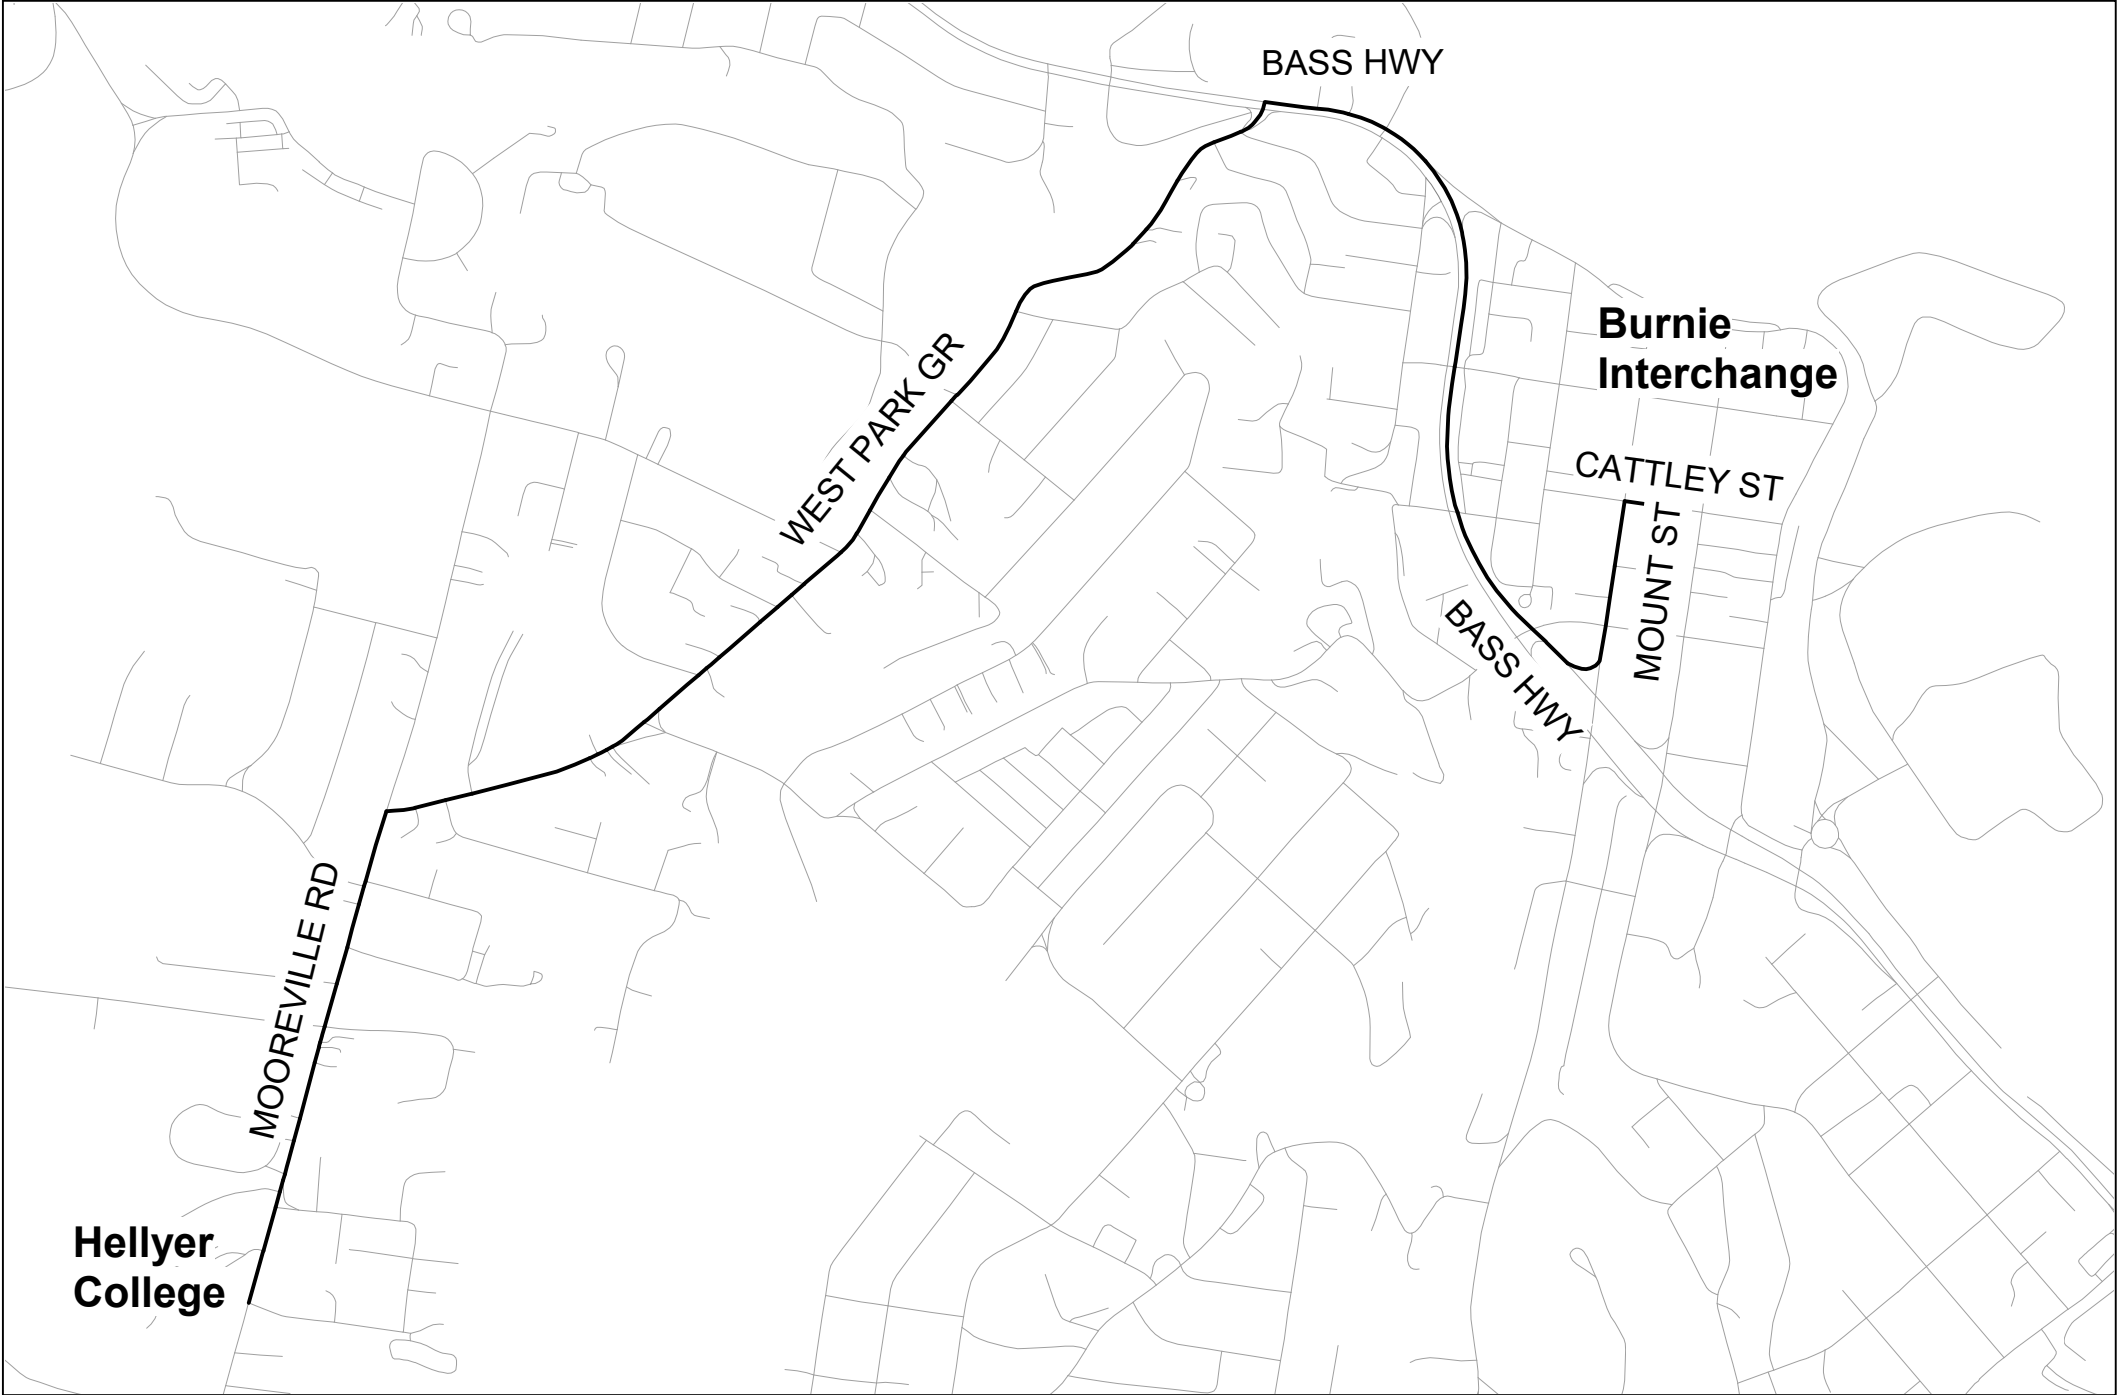 BASS HWY
Burnie
Interchange
WEST PARK GR
CATTLEY ST
MOUNT ST
BASS HWY
MOOREVILLE RD
Hellyer
College